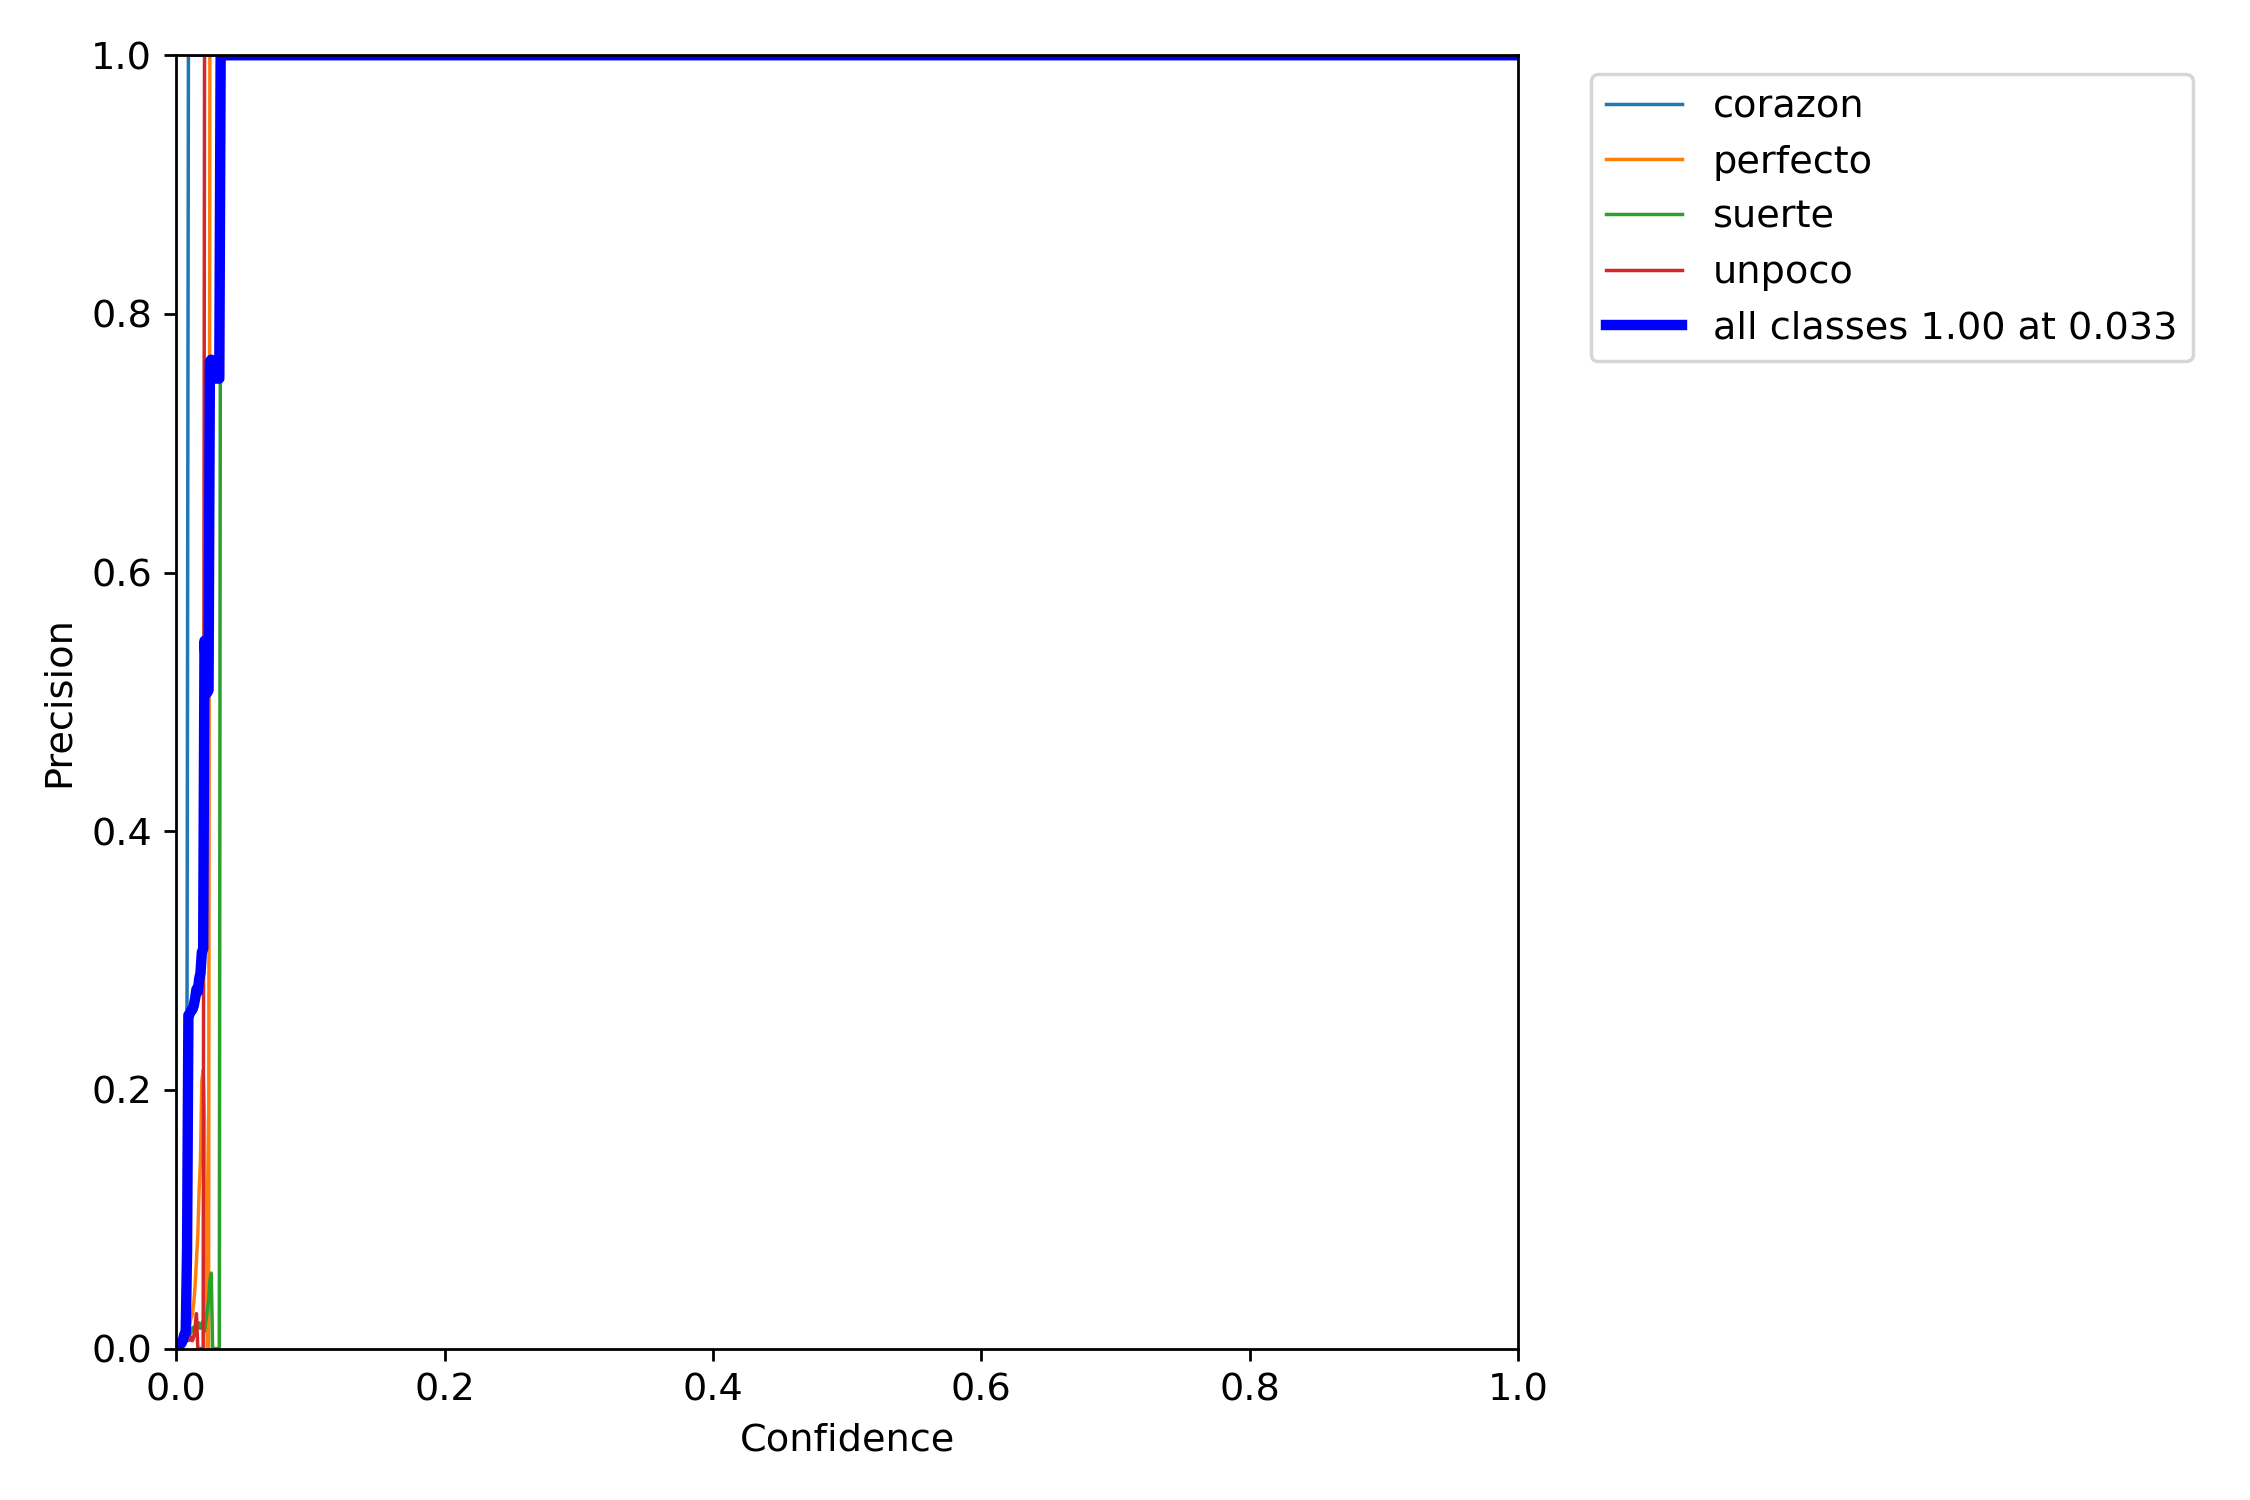 1.0
0.8
0.6
0.4
0.2
0.0
Precision
0.0 0.2 0.4 0.6 0.8 1.0
Confidence
corazon
perfecto
suerte
unpoco
all classes 1.00 at 0.033